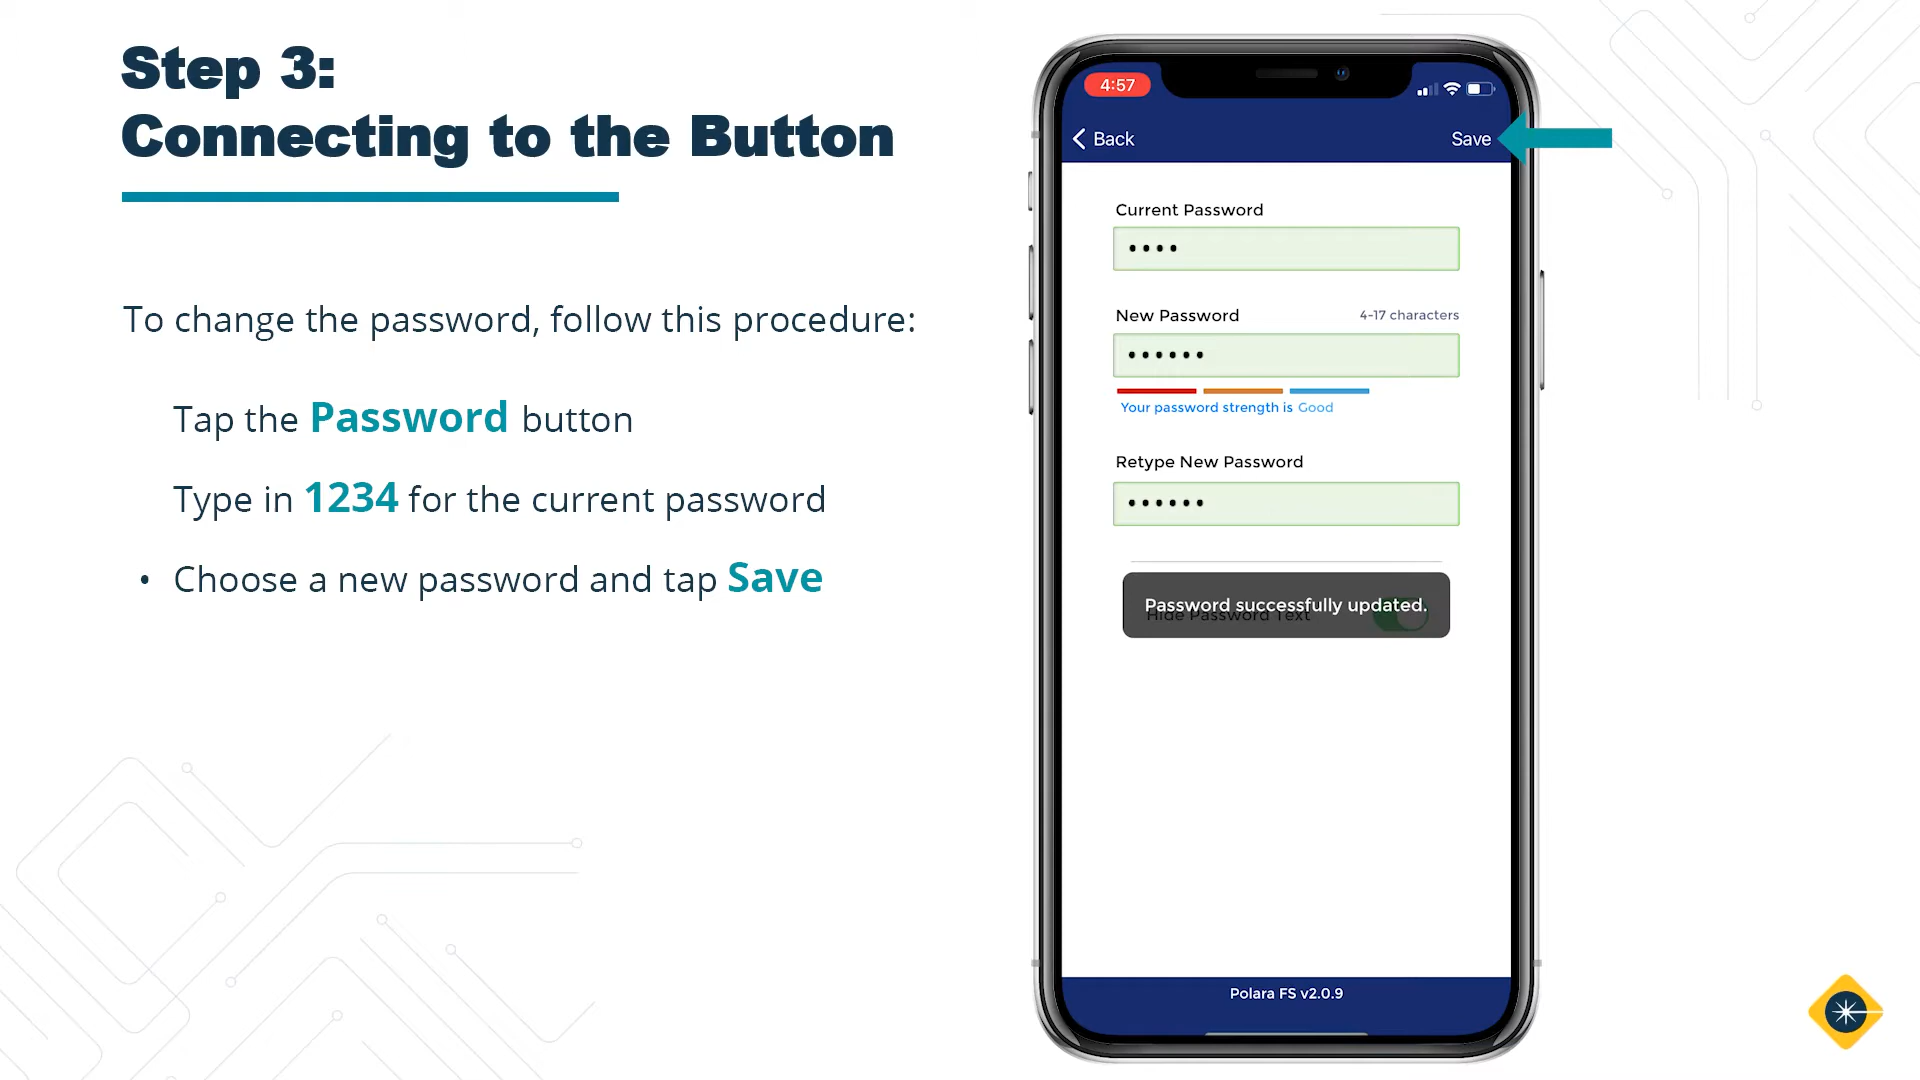 Step 3:
Connecting to the Button
To change the password, follow this procedure:
Tap the Password button
Type in 1234 for the current password
• Choose a new password and tap Save
4:57
Back
Save
Current Password
••••
New Password
4-17 characters
••••••
Your password strength is Good
Retype New Password
••••••
Password successfully updated.
Hide Password Text
Polara FS v2.0.9